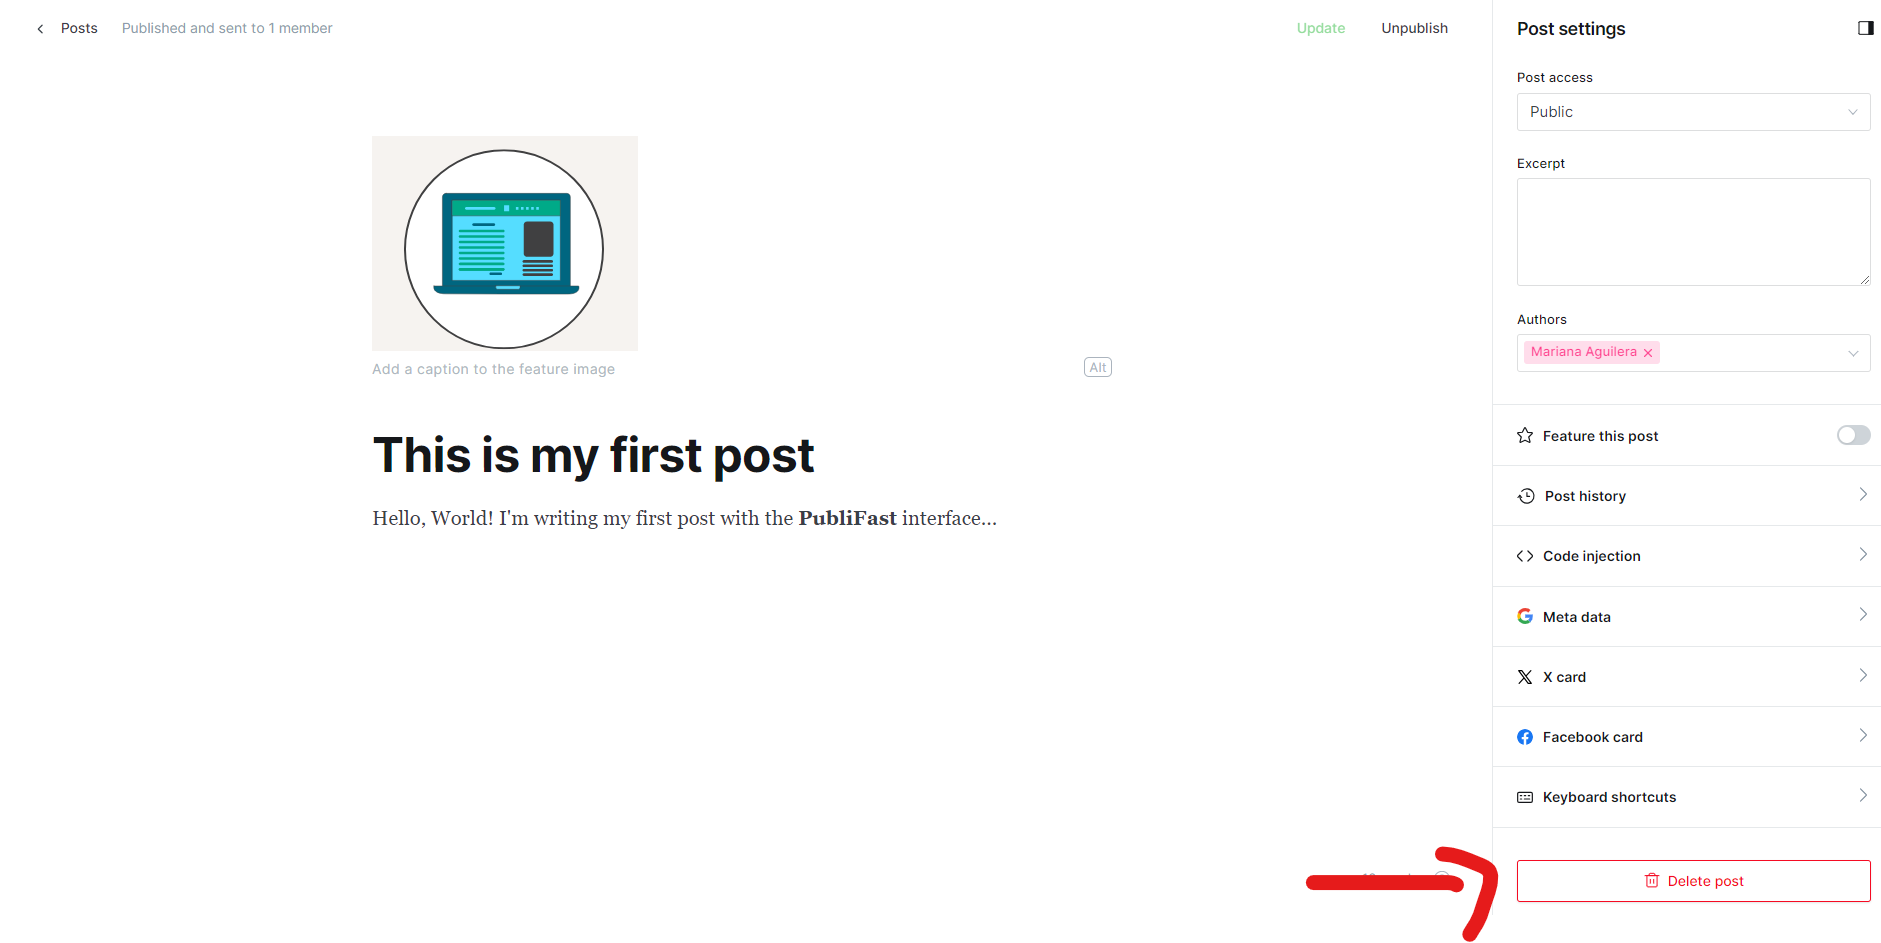 Posts
Published and sent to 1 member
Update
Unpublish
Add a caption to the feature image
Alt
This is my first post
Hello, World! I'm writing my first post with the PubliFast interface...
Post settings
Post access
Public
Excerpt
Authors
Mariana Aguilera
Feature this post
Post history
Code injection
Meta data
X card
Facebook card
Keyboard shortcuts
Delete post